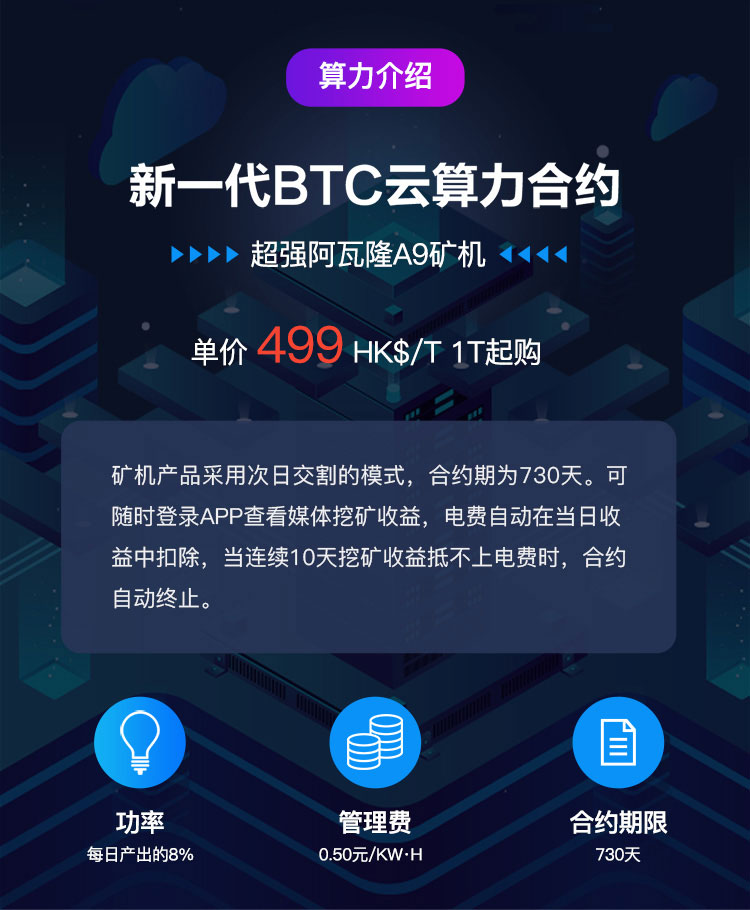 算力介绍
新一代BTC云算力合约
超强阿瓦隆A9矿机
单价 499 HK$/T 1T起购
矿机产品采用次日交割的模式，合约期为730天。可
随时登录APP查看媒体挖矿收益，电费自动在当日收
益中扣除，当连续10天挖矿收益抵不上电费时，合约
自动终止。
功率 管理费 合约期限
每日产出的8% 0.50元/KW·H 730天